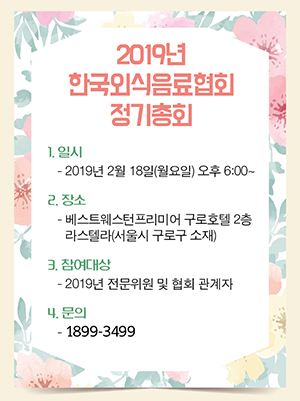 2019년
한국외식음료협회
정기총회
1. 일시
- 2019년 2월 18일(월요일) 오후 6:00~
2. 장소
- 베스트웨스턴프리미어 구로호텔 2층
라스텔라(서울시 구로구 소재)
3. 참여대상
- 2019년 전문위원 및 협회 관계자
4. 문의
- 1899-3499